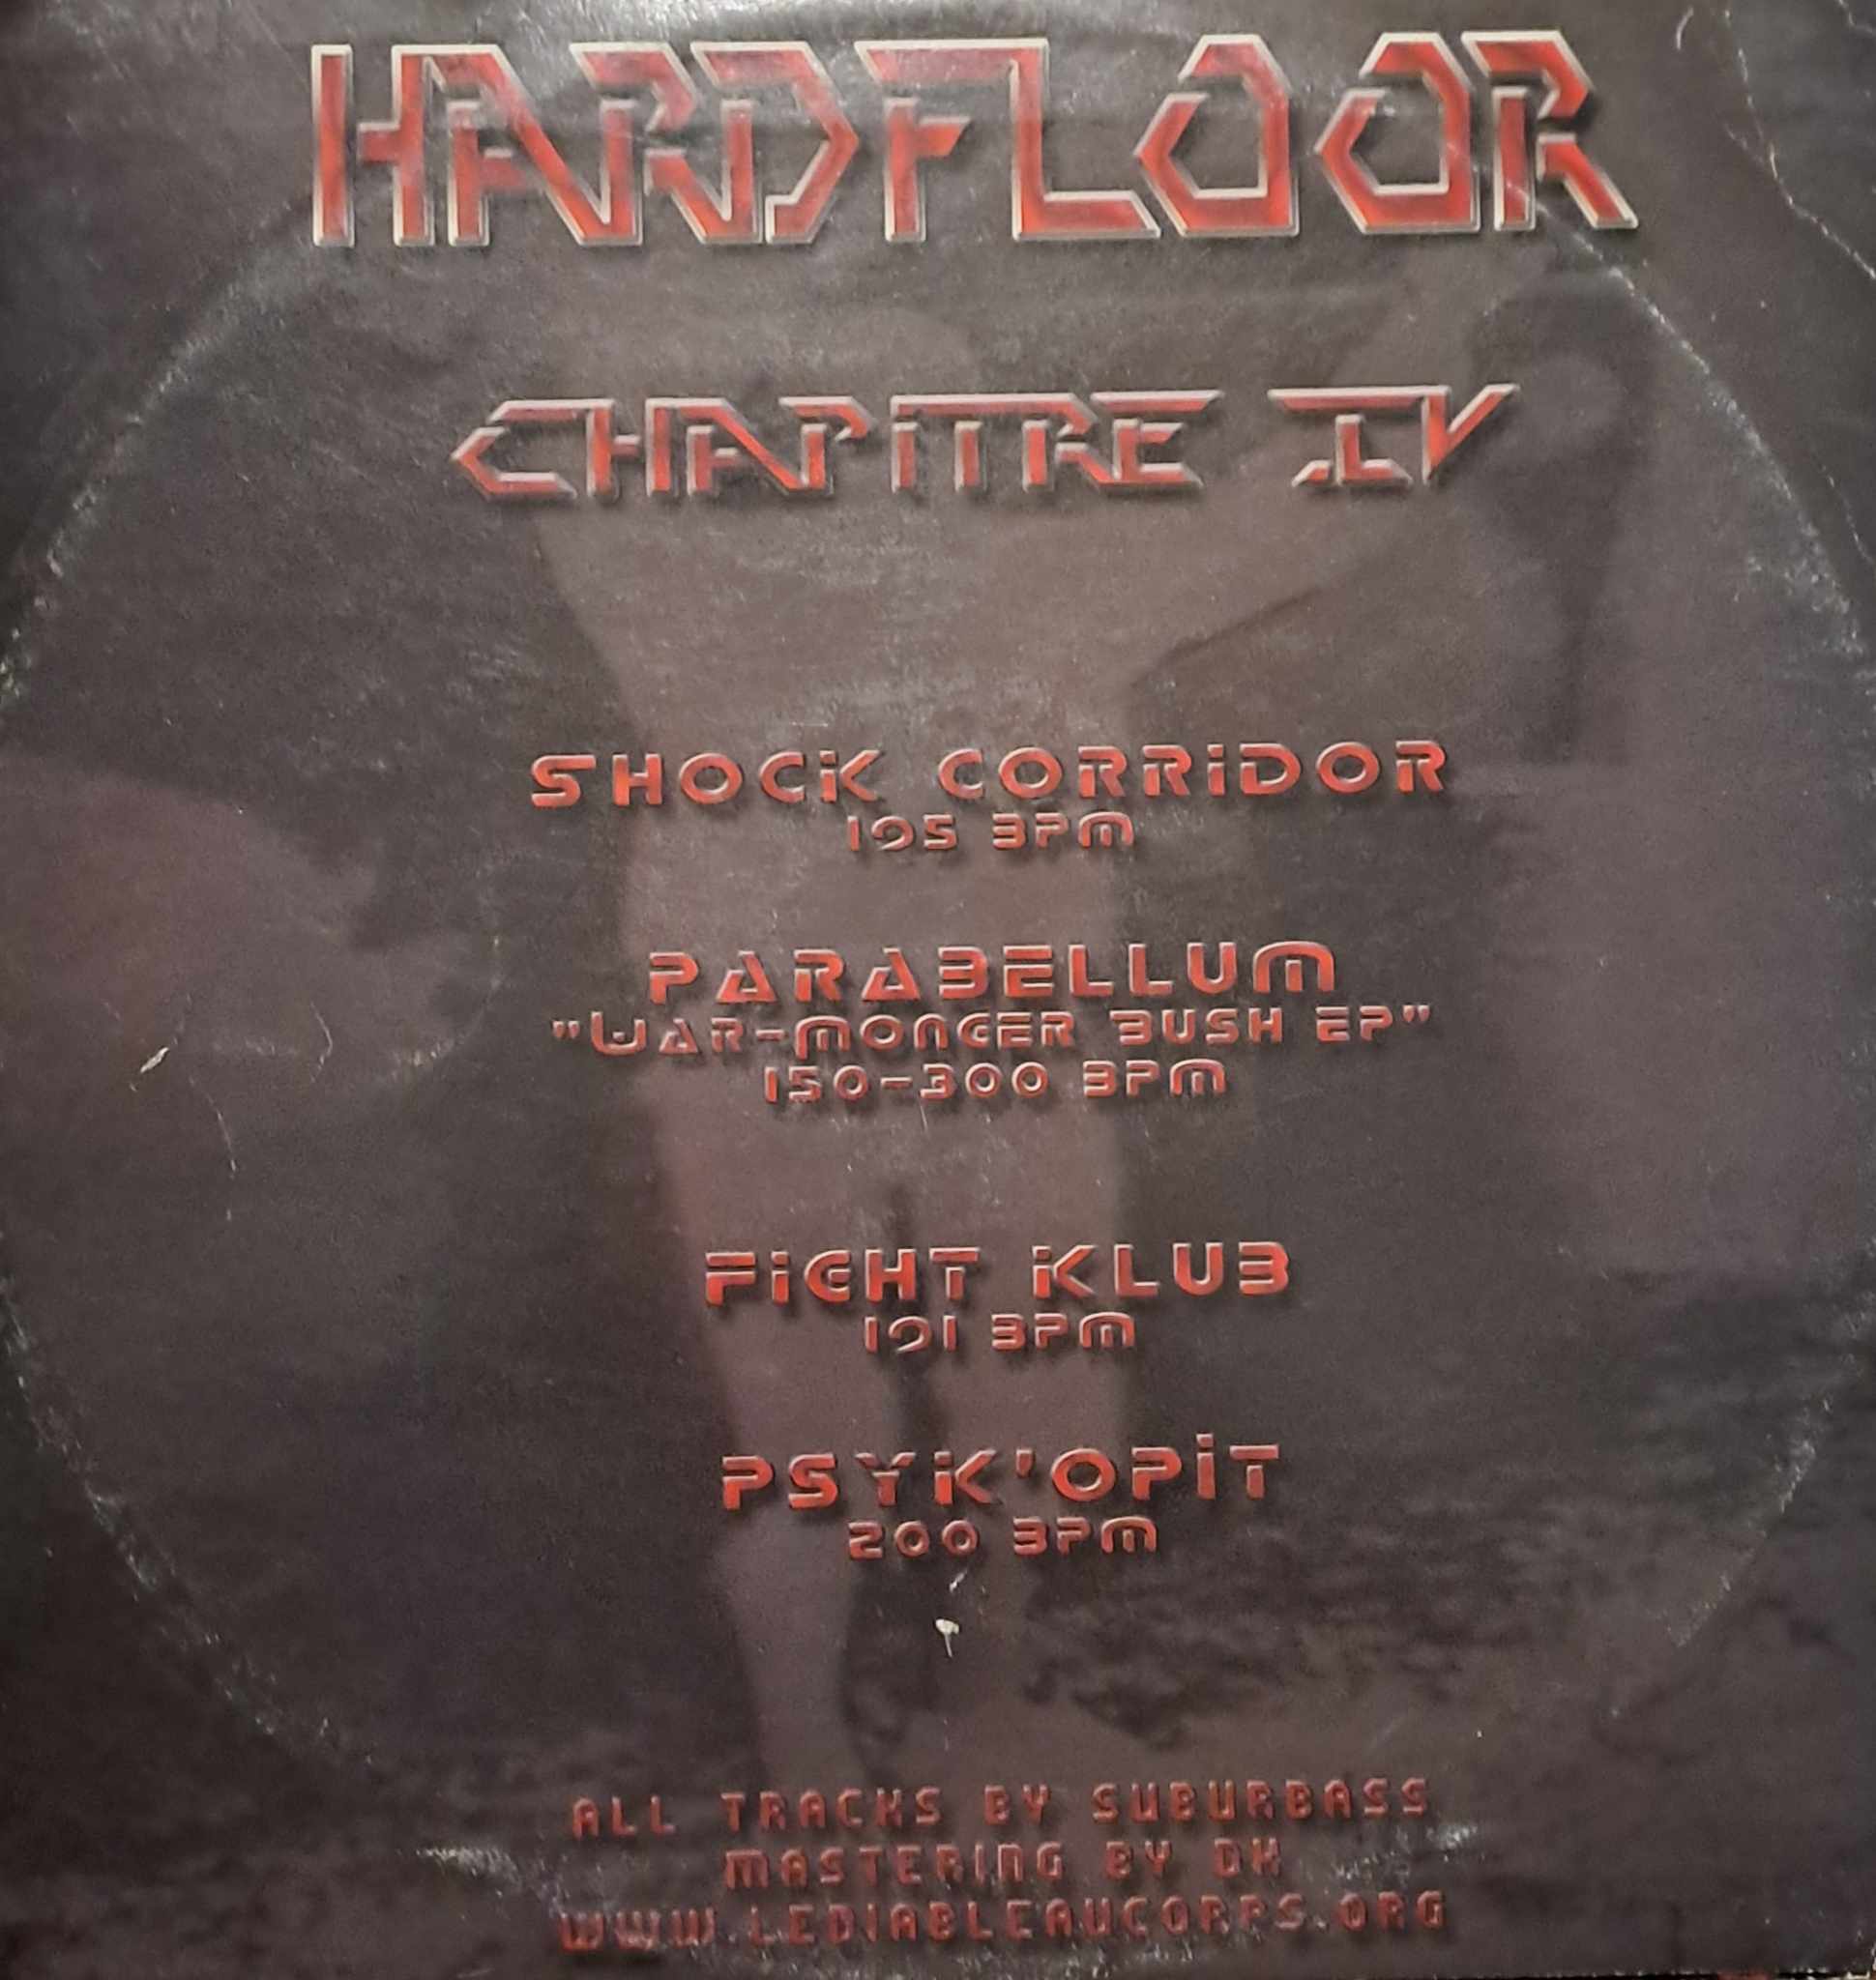 HARDFLOOR
CHAPITRE IV
SHOCK CORRIDOR
195 BPM
PARABELLUM
"WAR-MONGER BUSH EP"
150-300 BPM
FIGHT KLUB
191 BPM
PSYK'OPIT
200 BPM
ALL TRACKS BY SUBURBASS
MASTERING BY DK
WWW.LEDIABLEAUCORPS.ORG